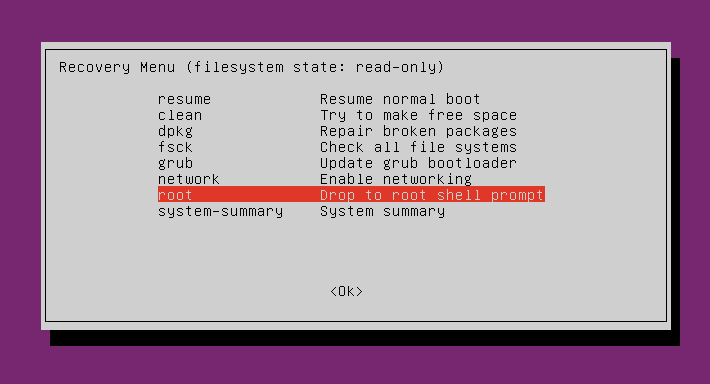 Recovery Menu (filesystem state: read-only)
resume Resume normal boot
clean Try to make free space
dpkg Repair broken packages
fsck Check all file systems
grub Update grub bootloader
network Enable networking
root Drop to root shell prompt
system-summary System summary
<Ok>